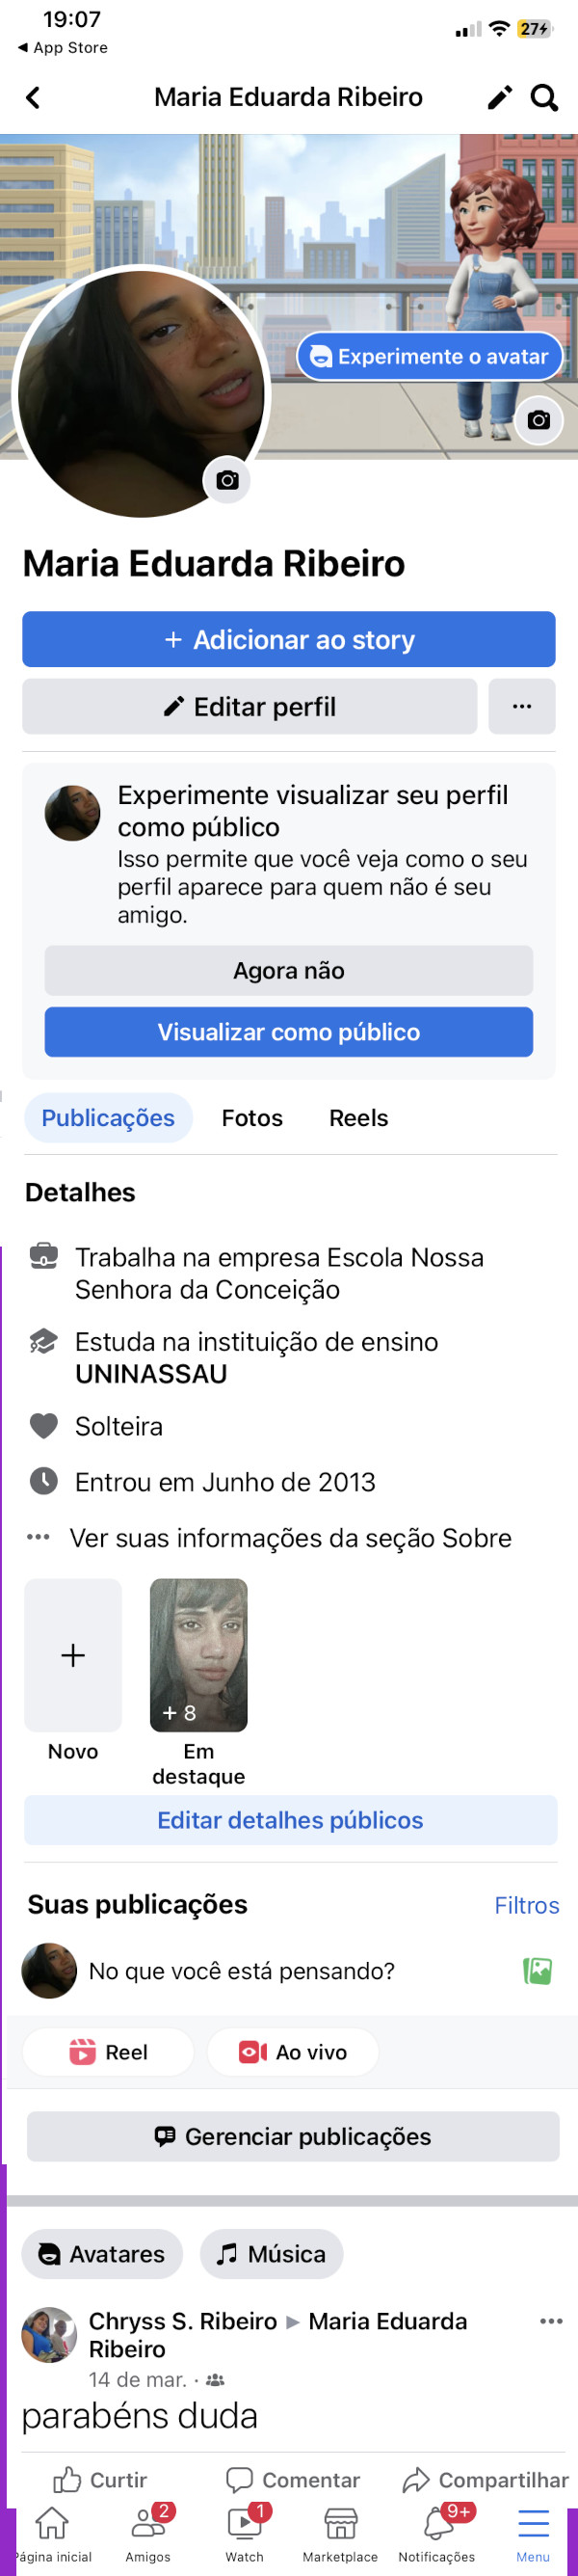 19:07
27
◀ App Store
Maria Eduarda Ribeiro
Experimente o avatar
Maria Eduarda Ribeiro
+ Adicionar ao story
Editar perfil
...
Experimente visualizar seu perfil
como público
Isso permite que você veja como o seu
perfil aparece para quem não é seu
amigo.
Agora não
Visualizar como público
Publicações Fotos Reels
Detalhes
Trabalha na empresa Escola Nossa
Senhora da Conceição
Estuda na instituição de ensino
UNINASSAU
Solteira
Entrou em Junho de 2013
... Ver suas informações da seção Sobre
+ 8
Novo
Em
destaque
Editar detalhes públicos
Suas publicações Filtros
No que você está pensando?
Reel Ao vivo
Gerenciar publicações
Avatares Música
Chryss S. Ribeiro ▶ Maria Eduarda
Ribeiro
14 de mar. ·
parabéns duda
Curtir Comentar Compartilhar
2 1 9+
Página inicial Amigos Watch Marketplace Notificações Menu